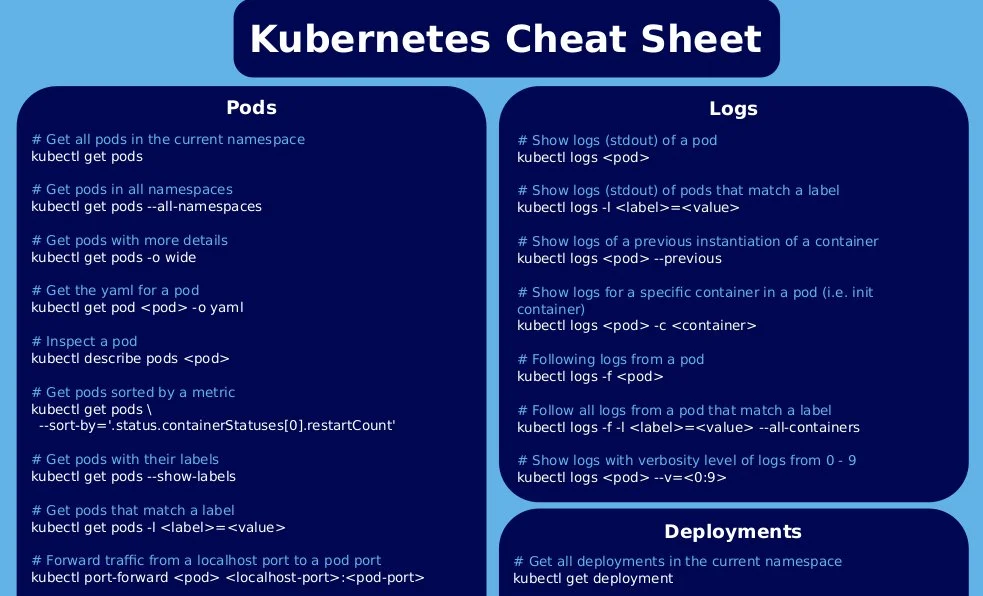 Kubernetes Cheat Sheet
Pods
# Get all pods in the current namespace
kubectl get pods
# Get pods in all namespaces
kubectl get pods --all-namespaces
# Get pods with more details
kubectl get pods -o wide
# Get the yaml for a pod
kubectl get pod <pod> -o yaml
# Inspect a pod
kubectl describe pods <pod>
# Get pods sorted by a metric
kubectl get pods \
--sort-by='.status.containerStatuses[0].restartCount'
# Get pods with their labels
kubectl get pods --show-labels
# Get pods that match a label
kubectl get pods -l <label>=<value>
# Forward traffic from a localhost port to a pod port
kubectl port-forward <pod> <localhost-port>:<pod-port>
Logs
# Show logs (stdout) of a pod
kubectl logs <pod>
# Show logs (stdout) of pods that match a label
kubectl logs -l <label>=<value>
# Show logs of a previous instantiation of a container
kubectl logs <pod> --previous
# Show logs for a specific container in a pod (i.e. init
container)
kubectl logs <pod> -c <container>
# Following logs from a pod
kubectl logs -f <pod>
# Follow all logs from a pod that match a label
kubectl logs -f -l <label>=<value> --all-containers
# Show logs with verbosity level of logs from 0 - 9
kubectl logs <pod> --v=<0:9>
Deployments
# Get all deployments in the current namespace
kubectl get deployment